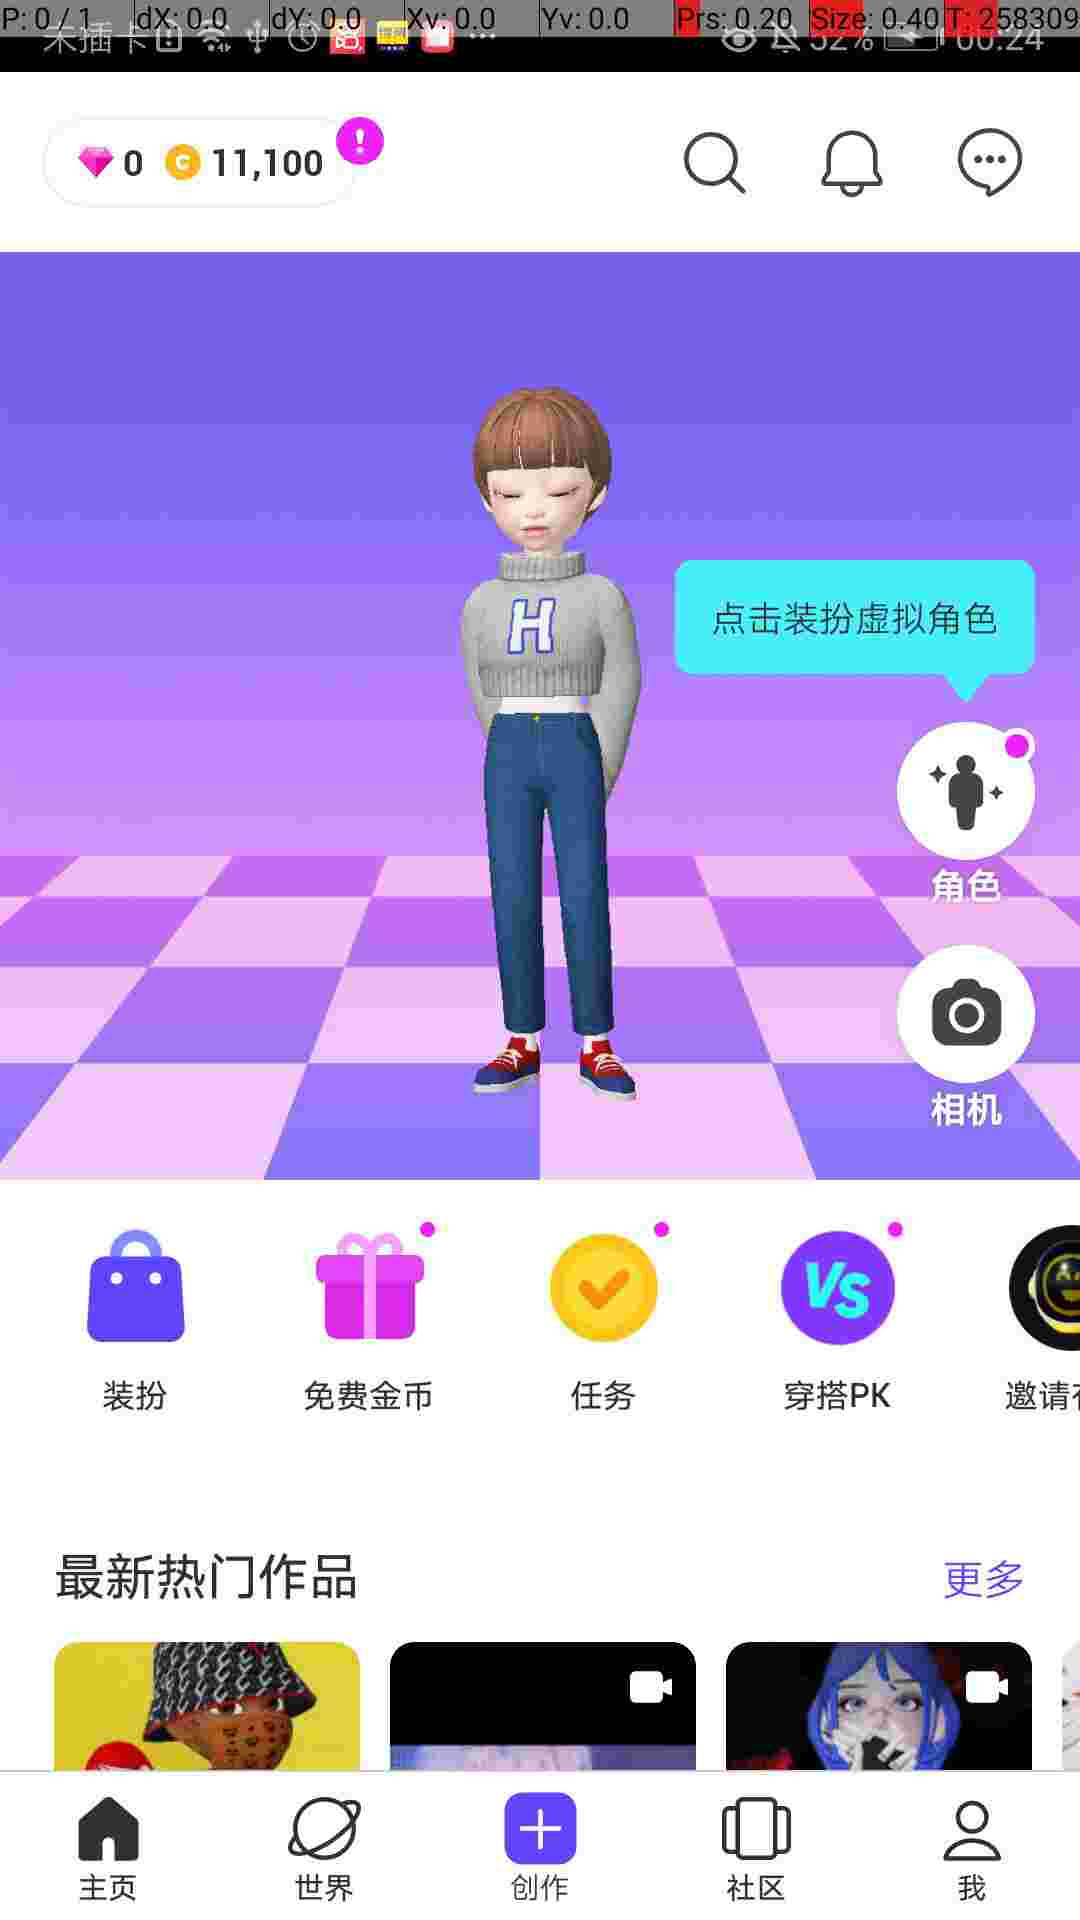 P: 0 / 1 dX: 0.0 dY: 0.0 Xv: 0.0 Yv: 0.0 Prs: 0.20 Size: 0.40 T: 258309
未插卡 52% 00:24
0 C 11,100 !
H
点击装扮虚拟角色
角色
相机
VS
装扮 免费金币 任务 穿搭PK 邀请
最新热门作品 更多
主页 世界 创作 社区 我